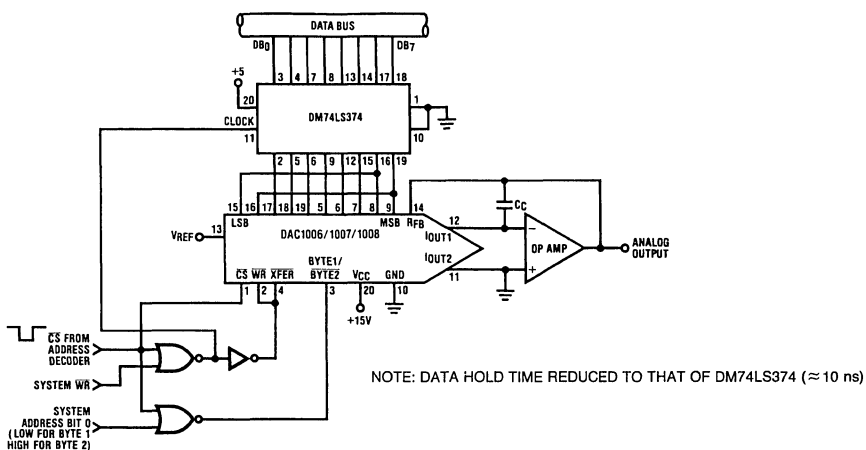 DATA BUS
DB0 DB7
3 4 7 8 13 14 17 18
+5
20
1
CLOCK
DM74LS374
11
10
2 5 6 9 12 15 16 19
15 16 17 18 19 5 6 7 8 9 14
LSB MSB RFB
CC
12
VREF 13
DAC1006/1007/1008
IOUT1
−
OP AMP
ANALOG
OUTPUT
IOUT2
+
11
BYTE1/
CS WR XFER BYTE2 VCC GND
1 2 4 3 20 10
+15V
CS FROM
ADDRESS
DECODER
SYSTEM WR
NOTE: DATA HOLD TIME REDUCED TO THAT OF DM74LS374 (≈10 ns)
SYSTEM
ADDRESS BIT 0
(LOW FOR BYTE 1
HIGH FOR BYTE 2)